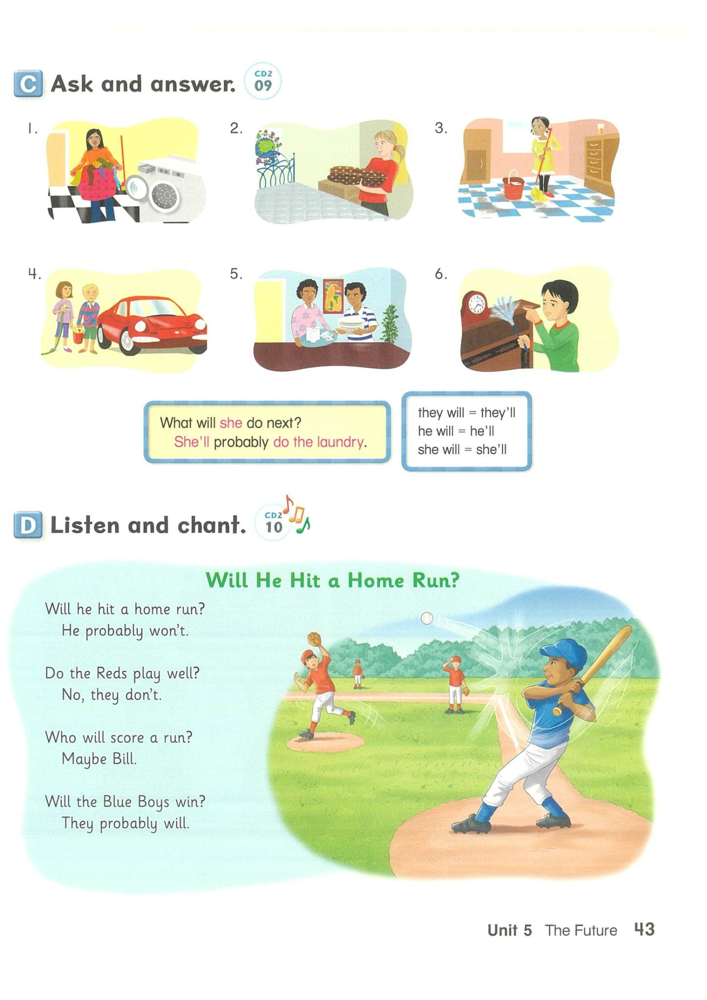 C Ask and answer. CD2 09
1.
2.
3.
4.
5.
6.
What will she do next?
She'll probably do the laundry.
they will = they'll
he will = he'll
she will = she'll
D Listen and chant. CD2 10
Will He Hit a Home Run?
Will he hit a home run?
He probably won't.
Do the Reds play well?
No, they don't.
Who will score a run?
Maybe Bill.
Will the Blue Boys win?
They probably will.
Unit 5 The Future 43